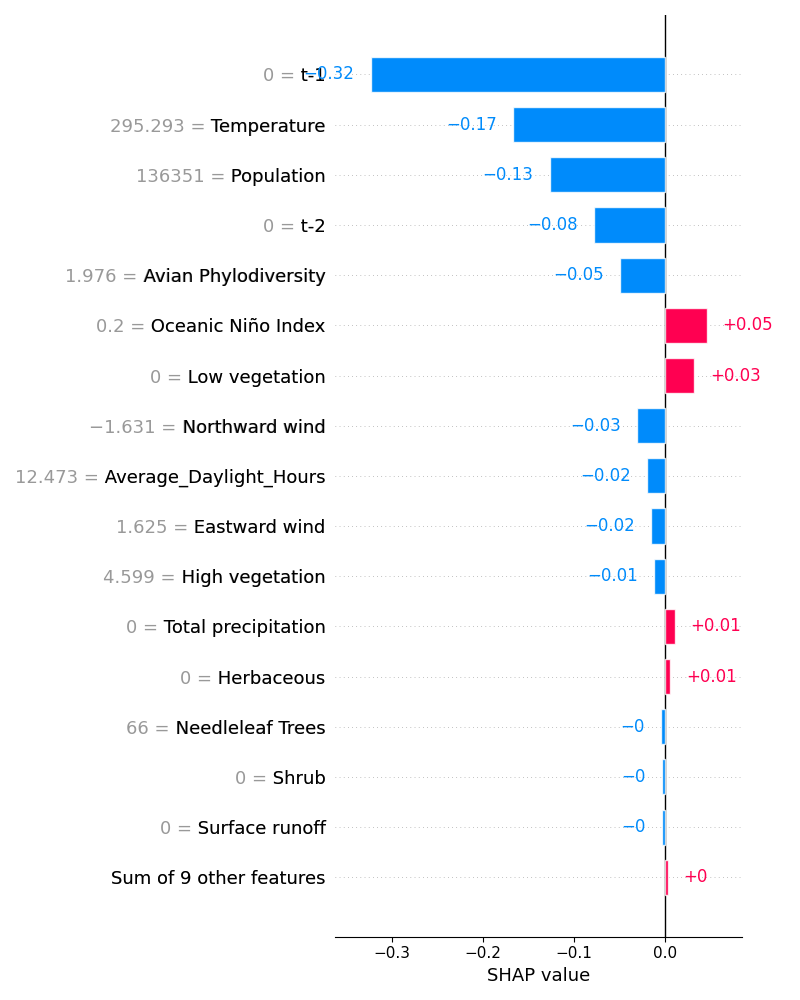 0 = t-1 −0.32
295.293 = Temperature −0.17
136351 = Population −0.13
0 = t-2 −0.08
1.976 = Avian Phylodiversity −0.05
0.2 = Oceanic Niño Index +0.05
0 = Low vegetation +0.03
−1.631 = Northward wind −0.03
12.473 = Average_Daylight_Hours −0.02
1.625 = Eastward wind −0.02
4.599 = High vegetation −0.01
0 = Total precipitation +0.01
0 = Herbaceous +0.01
66 = Needleleaf Trees −0
0 = Shrub −0
0 = Surface runoff −0
Sum of 9 other features +0
−0.3 −0.2 −0.1 0.0
SHAP value